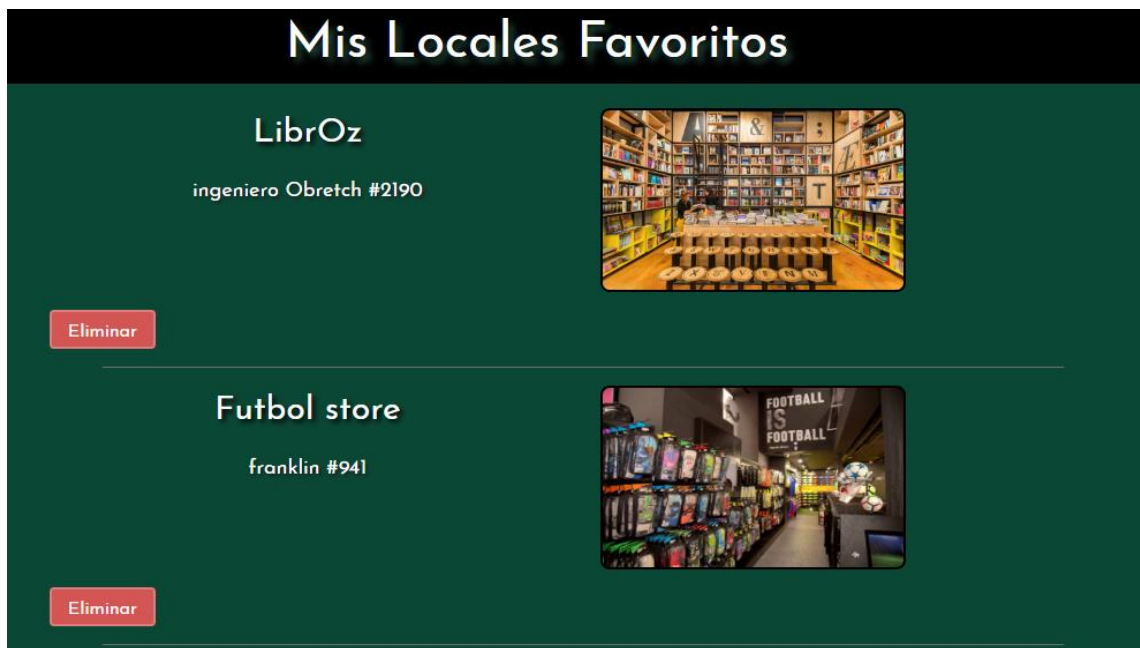 Mis Locales Favoritos
LibrOz
ingeniero Obretch #2190
A & ;
Æ
T
Eliminar
Futbol store
franklin #941
FOOTBALL
IS
FOOTBALL
Eliminar